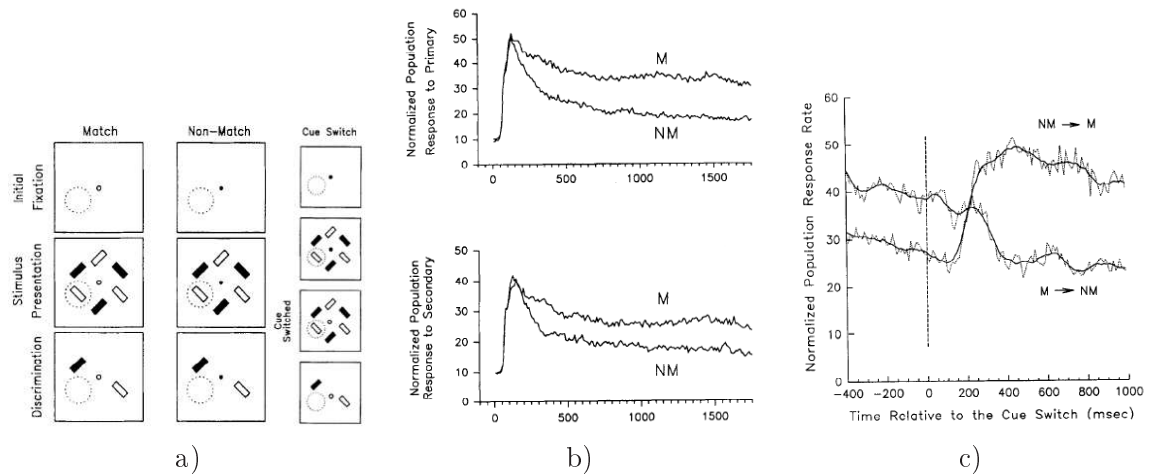 Match
Non-Match
Cue Switch
Initial
Fixation
Stimulus
Presentation
Discrimination
Cue
Switched
a)
Normalized Population
Response to Primary
60
50
40
30
20
10
0
M
NM
0
500
1000
1500
Normalized Population
Response to Secondary
50
40
30
20
10
0
M
NM
0
500
1000
1500
b)
Normalized Population Response Rate
60
50
40
30
20
10
0
NM → M
M → NM
-400
-200
0
200
400
600
800
1000
Time Relative to the Cue Switch (msec)
c)